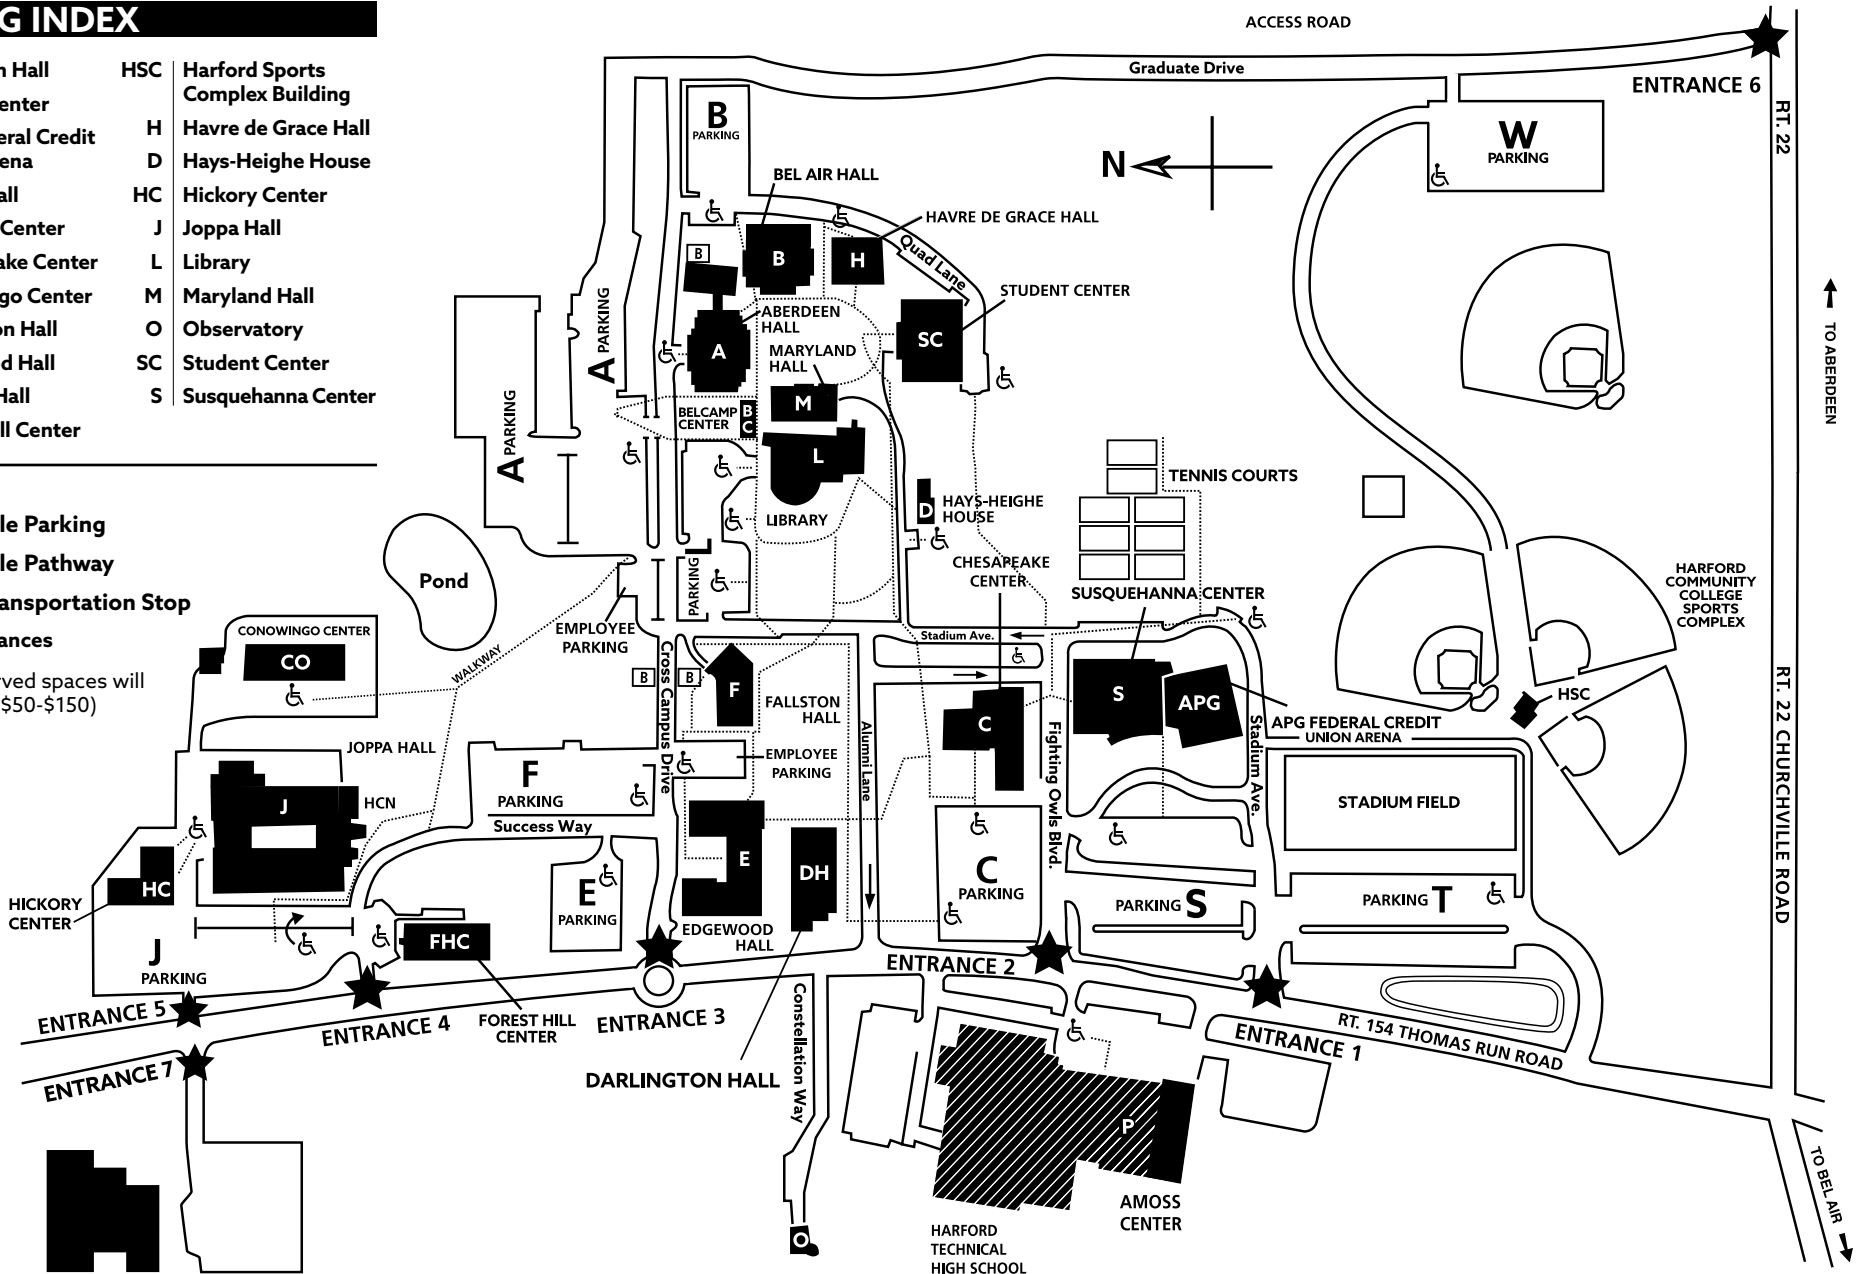 G INDEX
n Hall
enter
eral Credit
ena
all
Center
ake Center
go Center
on Hall
d Hall
Hall
ll Center
HSC Harford Sports
Complex Building
H Havre de Grace Hall
D Hays-Heighe House
HC Hickory Center
J Joppa Hall
L Library
M Maryland Hall
O Observatory
SC Student Center
S Susquehanna Center
le Parking
le Pathway
ansportation Stop
ances
rved spaces will
$50-$150)
ACCESS ROAD
Graduate Drive
ENTRANCE 6
RT. 22
B
PARKING
W
PARKING
N
BEL AIR HALL
HAVRE DE GRACE HALL
Quad Lane
B
B
H
STUDENT CENTER
SC
ABERDEEN
HALL
A
MARYLAND
HALL
M
A PARKING
A PARKING
BELCAMP
CENTER
B
C
L
LIBRARY
D
HAYS-HEIGHE
HOUSE
TENNIS COURTS
TO ABERDEEN
Pond
PARKING L
CHESAPEAKE
CENTER
SUSQUEHANNA CENTER
HARFORD
COMMUNITY
COLLEGE
SPORTS
COMPLEX
EMPLOYEE
PARKING
Stadium Ave.
CONOWINGO CENTER
CO
WALKWAY
Cross Campus Drive
B
B
F
FALLSTON
HALL
Alumni Lane
C
Fighting Owls Blvd.
S
APG
Stadium Ave.
APG FEDERAL CREDIT
UNION ARENA
HSC
RT. 22 CHURCHVILLE ROAD
JOPPA HALL
J
HCN
F
PARKING
EMPLOYEE
PARKING
Success Way
STADIUM FIELD
HC
HICKORY
CENTER
E
PARKING
E
DH
C
PARKING
PARKING S
PARKING T
EDGEWOOD
HALL
FHC
J
PARKING
ENTRANCE 5
ENTRANCE 4
FOREST HILL
CENTER
ENTRANCE 3
ENTRANCE 2
ENTRANCE 1
RT. 154 THOMAS RUN ROAD
ENTRANCE 7
DARLINGTON HALL
Constellation Way
P
AMOSS
CENTER
O
HARFORD
TECHNICAL
HIGH SCHOOL
TO BEL AIR